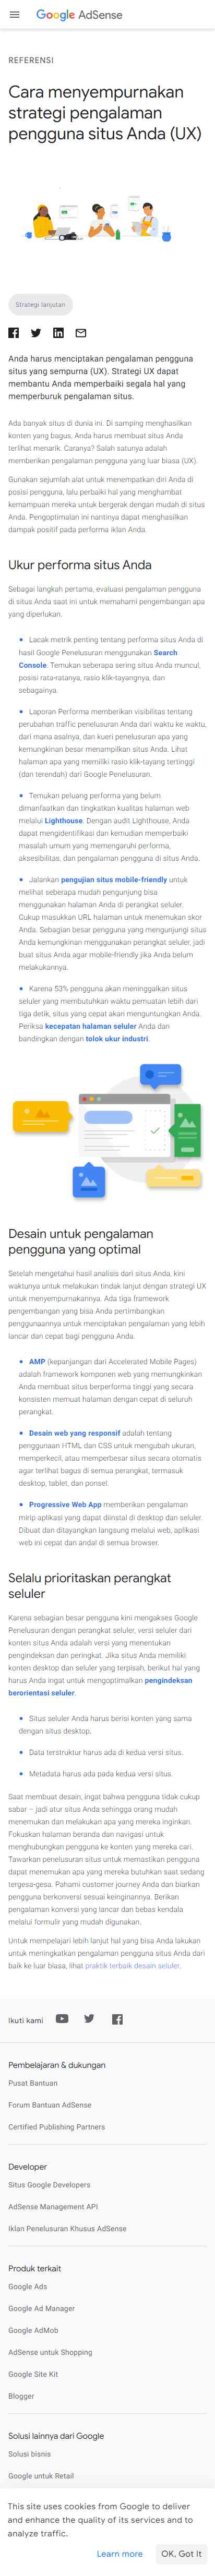 Google AdSense
REFERENSI
Cara menyempurnakan
strategi pengalaman
pengguna situs Anda (UX)
Strategi lanjutan
Anda harus menciptakan pengalaman pengguna
situs yang sempurna (UX). Strategi UX dapat
membantu Anda memperbaiki segala hal yang
memperburuk pengalaman situs.
Ada banyak situs di dunia ini. Di samping menghasilkan
konten yang bagus, Anda harus membuat situs Anda
terlihat menarik. Caranya? Salah satunya adalah
memberikan pengalaman pengguna yang luar biasa (UX).
Gunakan sejumlah alat untuk menempatkan diri Anda di
posisi pengguna, lalu perbaiki hal yang menghambat
kemampuan mereka untuk bergerak dengan mudah di situs
Anda. Pengoptimalan ini nantinya dapat menghasilkan
dampak positif pada performa iklan Anda.
Ukur performa situs Anda
Sebagai langkah pertama, evaluasi pengalaman pengguna
di situs Anda saat ini untuk memahami pengembangan apa
yang diperlukan.
• Lacak metrik penting tentang performa situs Anda di
hasil Google Penelusuran menggunakan Search
Console. Temukan seberapa sering situs Anda muncul,
posisi rata-ratanya, rasio klik-tayangnya, dan
sebagainya.
• Laporan Performa memberikan visibilitas tentang
perubahan traffic penelusuran Anda dari waktu ke waktu,
dari mana asalnya, dan kueri penelusuran apa yang
kemungkinan besar menampilkan situs Anda. Lihat
halaman apa yang memiliki rasio klik-tayang tertinggi
(dan terendah) dari Google Penelusuran.
• Temukan peluang performa yang belum
dimanfaatkan dan tingkatkan kualitas halaman web
melalui Lighthouse. Dengan audit Lighthouse, Anda
dapat mengidentifikasi dan kemudian memperbaiki
masalah umum yang memengaruhi performa,
aksesibilitas, dan pengalaman pengguna di situs Anda.
• Jalankan pengujian situs mobile-friendly untuk
melihat seberapa mudah pengunjung bisa
menggunakan halaman Anda di perangkat seluler.
Cukup masukkan URL halaman untuk menemukan skor
Anda. Sebagian besar pengguna yang mengunjungi situs
Anda kemungkinan menggunakan perangkat seluler, jadi
buat situs Anda agar mobile-friendly jika Anda belum
melakukannya.
• Karena 53% pengguna akan meninggalkan situs
seluler yang membutuhkan waktu pemuatan lebih dari
tiga detik, situs yang cepat akan menguntungkan Anda.
Periksa kecepatan halaman seluler Anda dan
bandingkan dengan tolok ukur industri.
Desain untuk pengalaman
pengguna yang optimal
Setelah mengetahui hasil analisis dari situs Anda, kini
waktunya untuk melakukan tindak lanjut dengan strategi UX
untuk menyempurnakannya. Ada tiga framework
pengembangan yang bisa Anda pertimbangkan
penggunaannya untuk menciptakan pengalaman yang lebih
lancar dan cepat bagi pengguna Anda.
• AMP (kepanjangan dari Accelerated Mobile Pages)
adalah framework komponen web yang memungkinkan
Anda membuat situs berperforma tinggi yang secara
konsisten memuat halaman dengan cepat di seluruh
perangkat.
• Desain web yang responsif adalah tentang
penggunaan HTML dan CSS untuk mengubah ukuran,
memperkecil, atau memperbesar situs secara otomatis
agar terlihat bagus di semua perangkat, termasuk
desktop, tablet, dan ponsel.
• Progressive Web App memberikan pengalaman
mirip aplikasi yang dapat diinstal di desktop dan seluler.
Dibuat dan ditayangkan langsung melalui web, aplikasi
web ini cepat dan andal di semua browser.
Selalu prioritaskan perangkat
seluler
Karena sebagian besar pengguna kini mengakses Google
Penelusuran dengan perangkat seluler, versi seluler dari
konten situs Anda adalah versi yang menentukan
pengindeksan dan peringkat. Jika situs Anda memiliki
konten desktop dan seluler yang terpisah, berikut hal yang
harus Anda ingat untuk mengoptimalkan pengindeksan
berorientasi seluler.
• Situs seluler Anda harus berisi konten yang sama
dengan situs desktop.
• Data terstruktur harus ada di kedua versi situs.
• Metadata harus ada pada kedua versi situs.
Saat membuat desain, ingat bahwa pengguna tidak cukup
sabar – jadi atur situs Anda sehingga orang mudah
menemukan dan melakukan apa yang mereka inginkan.
Fokuskan halaman beranda dan navigasi untuk
menghubungkan pengguna ke konten yang mereka cari.
Tawarkan penelusuran situs untuk memastikan pengguna
dapat menemukan apa yang mereka butuhkan saat sedang
tergesa-gesa. Pahami customer journey Anda dan biarkan
pengguna berkonversi sesuai keinginannya. Berikan
pengalaman konversi yang lancar dan bebas kendala
melalui formulir yang mudah digunakan.
Untuk mempelajari lebih lanjut hal yang bisa Anda lakukan
untuk meningkatkan pengalaman pengguna situs Anda dari
baik ke luar biasa, lihat praktik terbaik desain seluler.
Ikuti kami
Pembelajaran & dukungan
Pusat Bantuan
Forum Bantuan AdSense
Certified Publishing Partners
Developer
Situs Google Developers
AdSense Management API
Iklan Penelusuran Khusus AdSense
Produk terkait
Google Ads
Google Ad Manager
Google AdMob
AdSense untuk Shopping
Google Site Kit
Blogger
Solusi lainnya dari Google
Solusi bisnis
Google untuk Retail
This site uses cookies from Google to deliver
and enhance the quality of its services and to
analyze traffic.
Learn more
OK, Got It